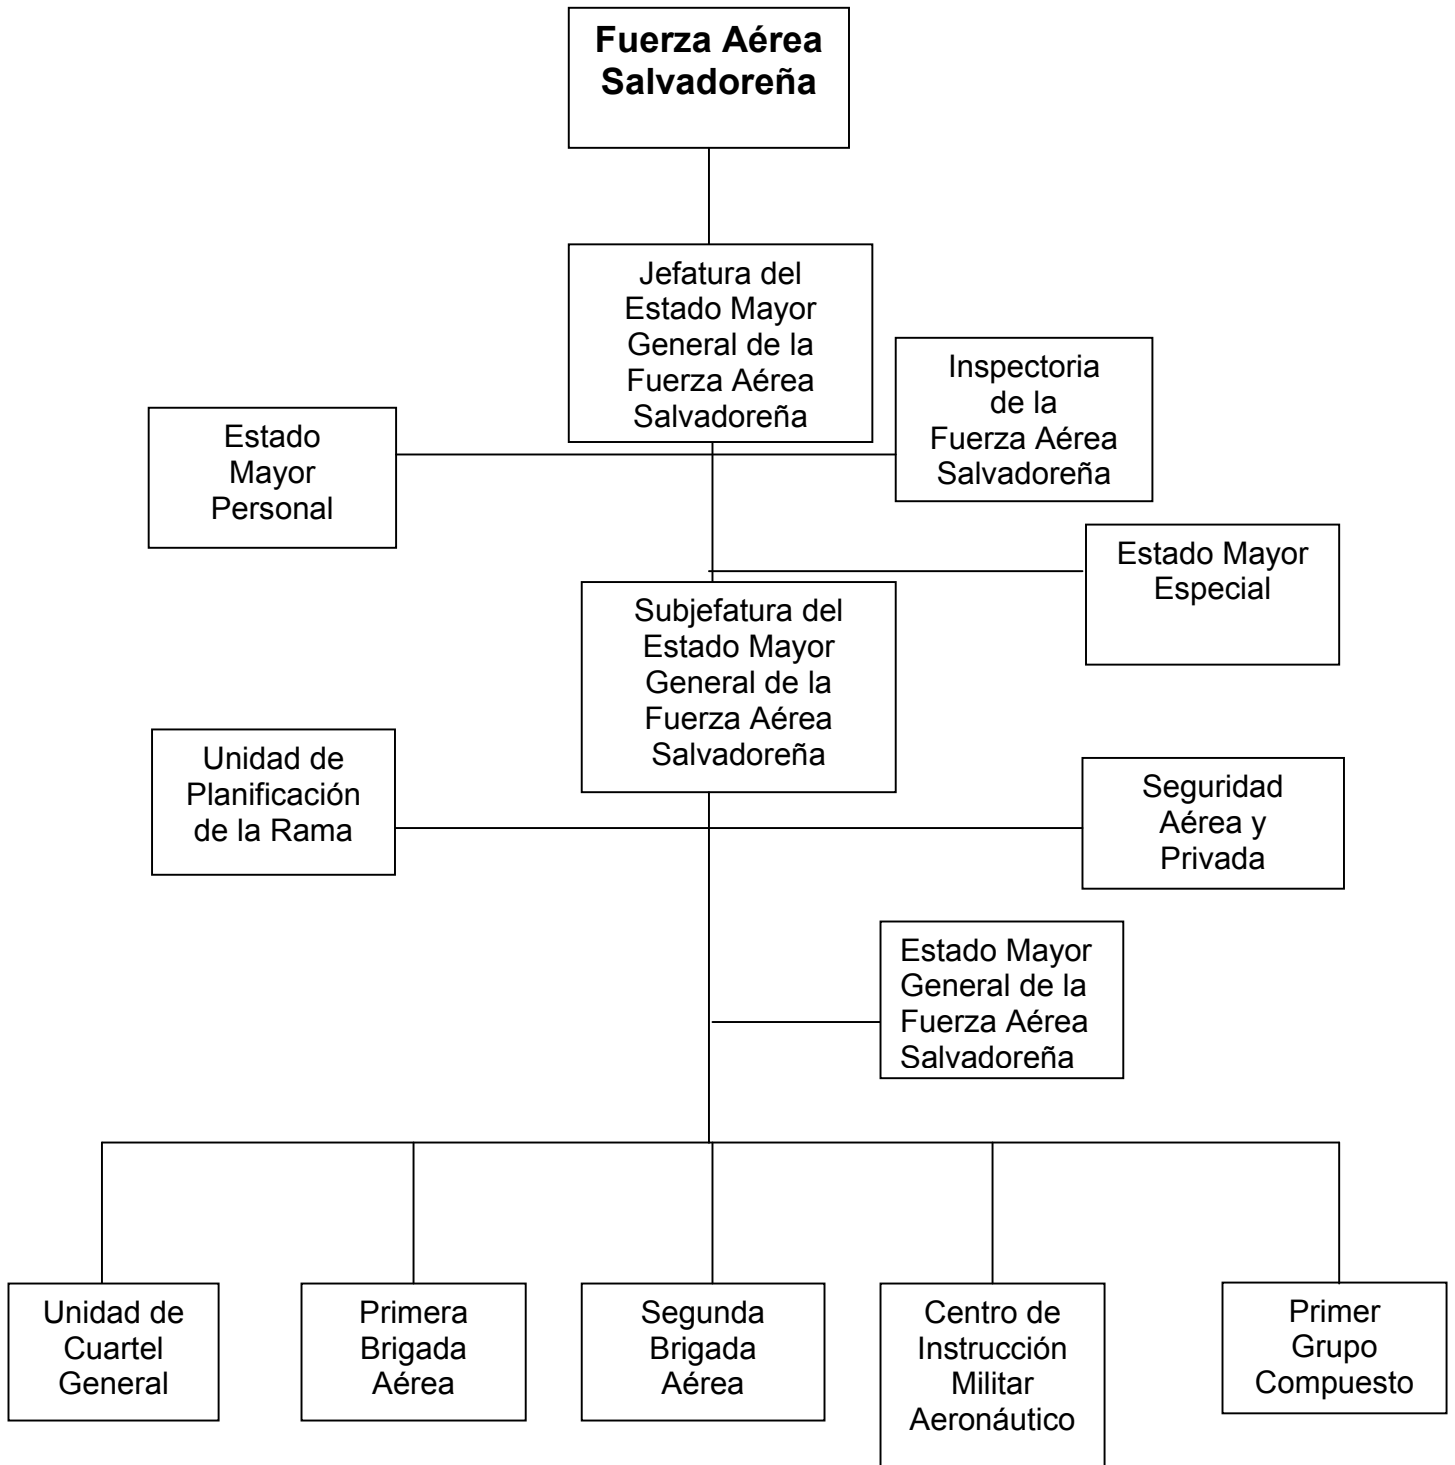 Fuerza Aérea
Salvadoreña
Jefatura del
Estado Mayor
General de la
Fuerza Aérea
Salvadoreña
Inspectoria
de la
Fuerza Aérea
Salvadoreña
Estado
Mayor
Personal
Estado Mayor
Especial
Subjefatura del
Estado Mayor
General de la
Fuerza Aérea
Salvadoreña
Unidad de
Planificación
de la Rama
Seguridad
Aérea y
Privada
Estado Mayor
General de la
Fuerza Aérea
Salvadoreña
Unidad de
Cuartel
General
Primera
Brigada
Aérea
Segunda
Brigada
Aérea
Centro de
Instrucción
Militar
Aeronáutico
Primer
Grupo
Compuesto